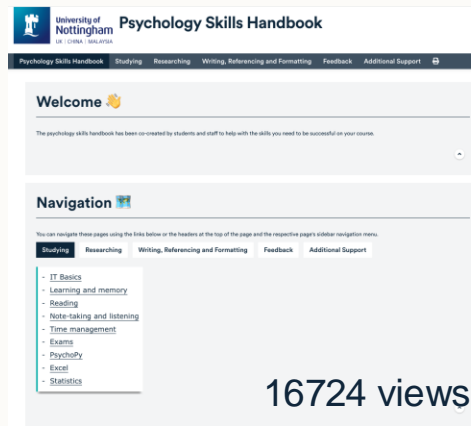 University of
Nottingham
UK | CHINA | MALAYSIA
Psychology Skills Handbook
Psychology Skills Handbook Studying Researching Writing, Referencing and Formatting Feedback Additional Support
Welcome 👋
The psychology skills handbook has been co-created by students and staff to help with the skills you need to be successful on your course.
Navigation 🗺️
You can navigate these pages using the links below or the headers at the top of the page and the respective page's sidebar navigation menu.
Studying Researching Writing, Referencing and Formatting Feedback Additional Support
- IT Basics
- Learning and memory
- Reading
- Note-taking and listening
- Time management
- Exams
- PsychoPy
- Excel
- Statistics
16724 views